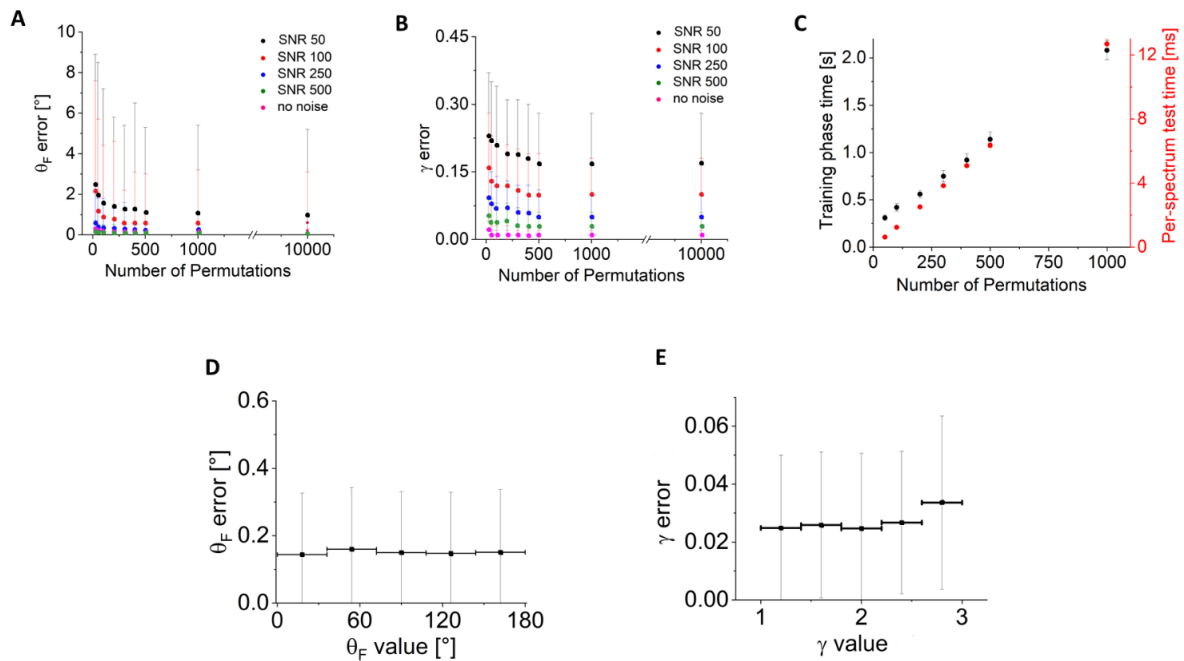 A
10
8
6
4
2
0
θF error [°]
SNR 50
SNR 100
SNR 250
SNR 500
no noise
0
500
1000
10000
Number of Permutations
B
0.45
0.30
0.15
0.00
γ error
SNR 50
SNR 100
SNR 250
SNR 500
no noise
0
500
1000
10000
Number of Permutations
C
2.0
1.5
1.0
0.5
0.0
Training phase time [s]
12
8
4
0
Per-spectrum test time [ms]
0
250
500
750
1000
Number of Permutations
D
0.6
0.4
0.2
0.0
θF error [°]
0
60
120
180
θF value [°]
E
0.06
0.04
0.02
0.00
γ error
1
2
3
γ value